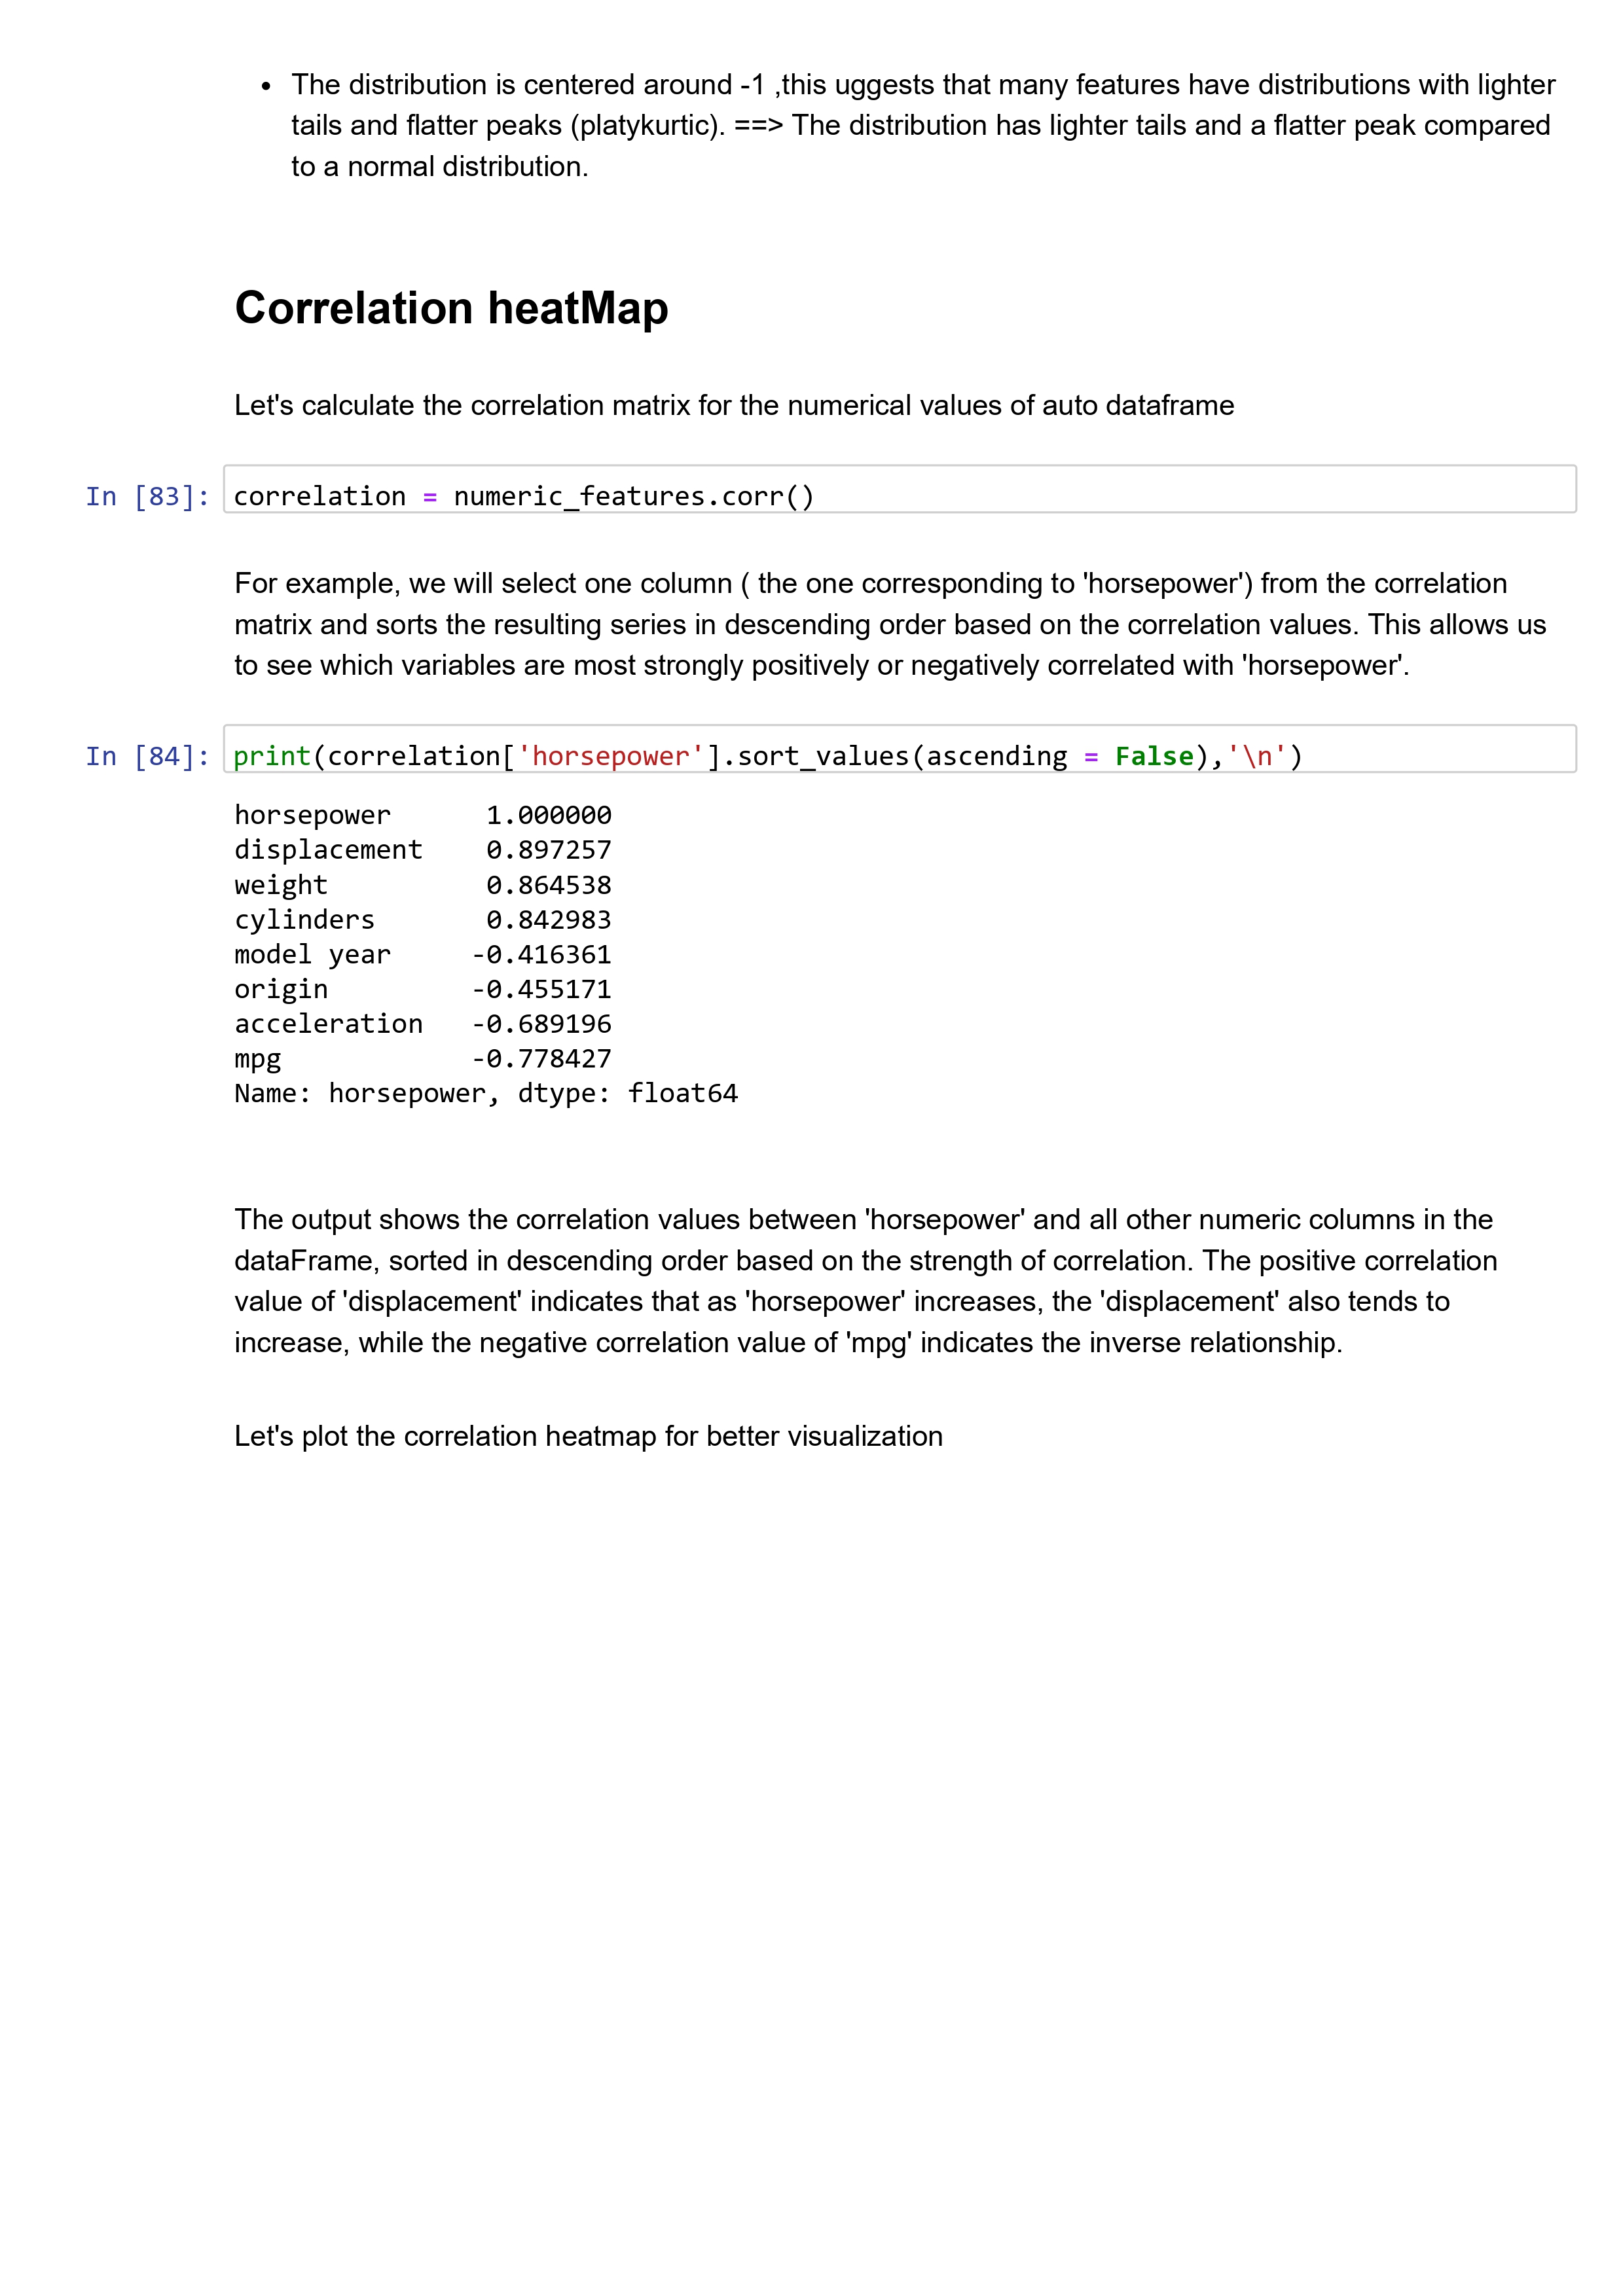 • The distribution is centered around -1 ,this uggests that many features have distributions with lighter
tails and flatter peaks (platykurtic). ==> The distribution has lighter tails and a flatter peak compared
to a normal distribution.
Correlation heatMap
Let's calculate the correlation matrix for the numerical values of auto dataframe
In [83]: correlation = numeric_features.corr()
For example, we will select one column ( the one corresponding to 'horsepower') from the correlation
matrix and sorts the resulting series in descending order based on the correlation values. This allows us
to see which variables are most strongly positively or negatively correlated with 'horsepower'.
In [84]: print(correlation['horsepower'].sort_values(ascending = False),'\n')
horsepower      1.000000
displacement    0.897257
weight          0.864538
cylinders       0.842983
model year     -0.416361
origin         -0.455171
acceleration   -0.689196
mpg            -0.778427
Name: horsepower, dtype: float64
The output shows the correlation values between 'horsepower' and all other numeric columns in the
dataFrame, sorted in descending order based on the strength of correlation. The positive correlation
value of 'displacement' indicates that as 'horsepower' increases, the 'displacement' also tends to
increase, while the negative correlation value of 'mpg' indicates the inverse relationship.
Let's plot the correlation heatmap for better visualization